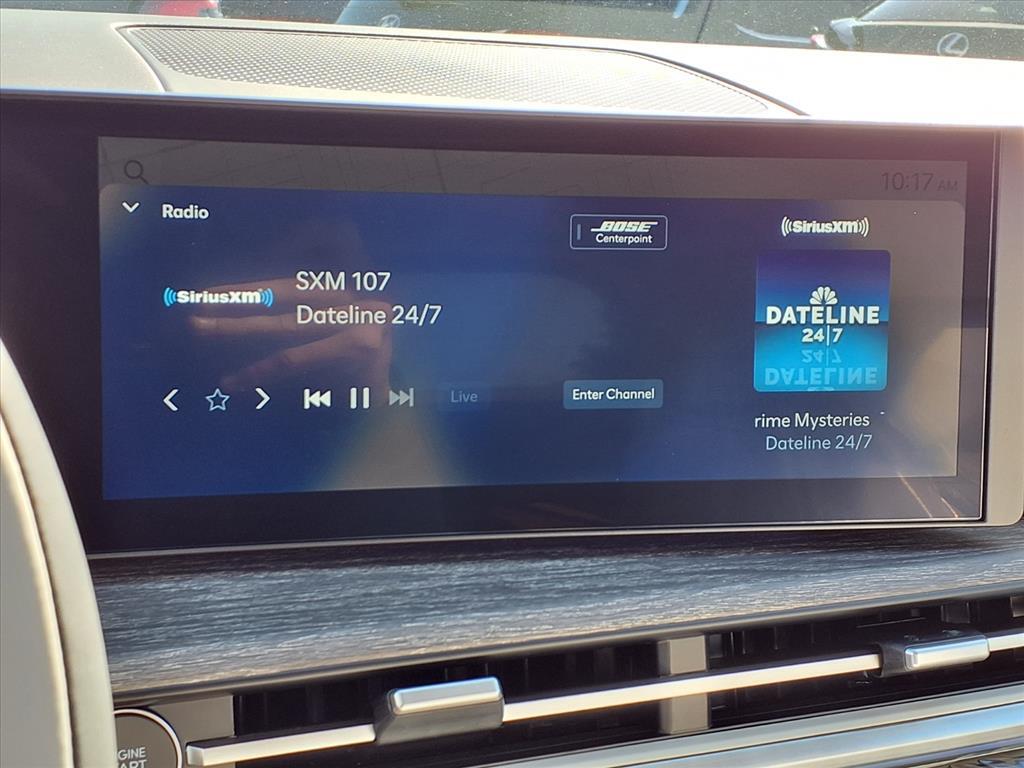 10:17 AM
Radio
BOSE
Centerpoint
((SiriusXM))
((SiriusXM))
SXM 107
Dateline 24/7
DATELINE
24|7
Live
Enter Channel
rime Mysteries
Dateline 24/7
GINE